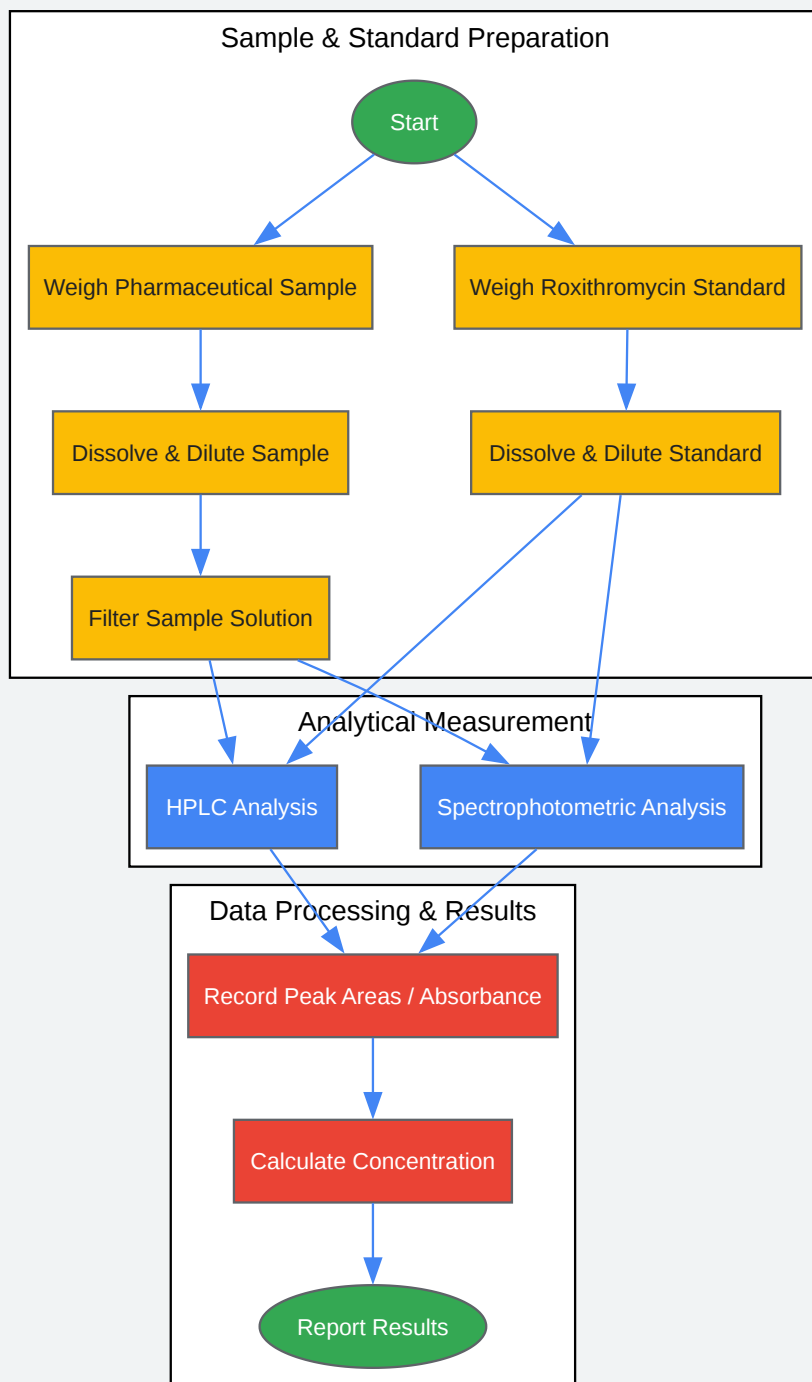 Sample & Standard Preparation
Start
Weigh Pharmaceutical Sample
Weigh Roxithromycin Standard
Dissolve & Dilute Sample
Dissolve & Dilute Standard
Filter Sample Solution
Analytical Measurement
HPLC Analysis
Spectrophotometric Analysis
Data Processing & Results
Record Peak Areas / Absorbance
Calculate Concentration
Report Results